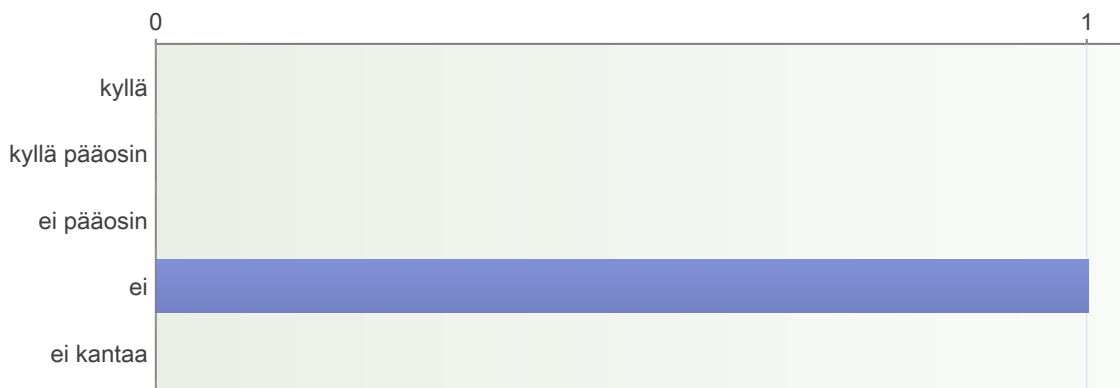 0 1
kyllä
kyllä pääosin
ei pääosin
ei
ei kantaa